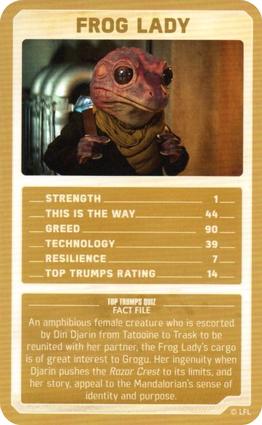 FROG LADY
STRENGTH 1
THIS IS THE WAY 44
GREED 90
TECHNOLOGY 39
RESILIENCE 7
TOP TRUMPS RATING 14
TOP TRUMPS QUIZ
FACT FILE
An amphibious female creature who is escorted
by Din Djarin from Tatooine to Trask to be
reunited with her partner, the Frog Lady's cargo
is of great interest to Grogu. Her ingenuity when
Djarin pushes the Razor Crest to its limits, and
her story, appeal to the Mandalorian's sense of
identity and purpose.
© LFL